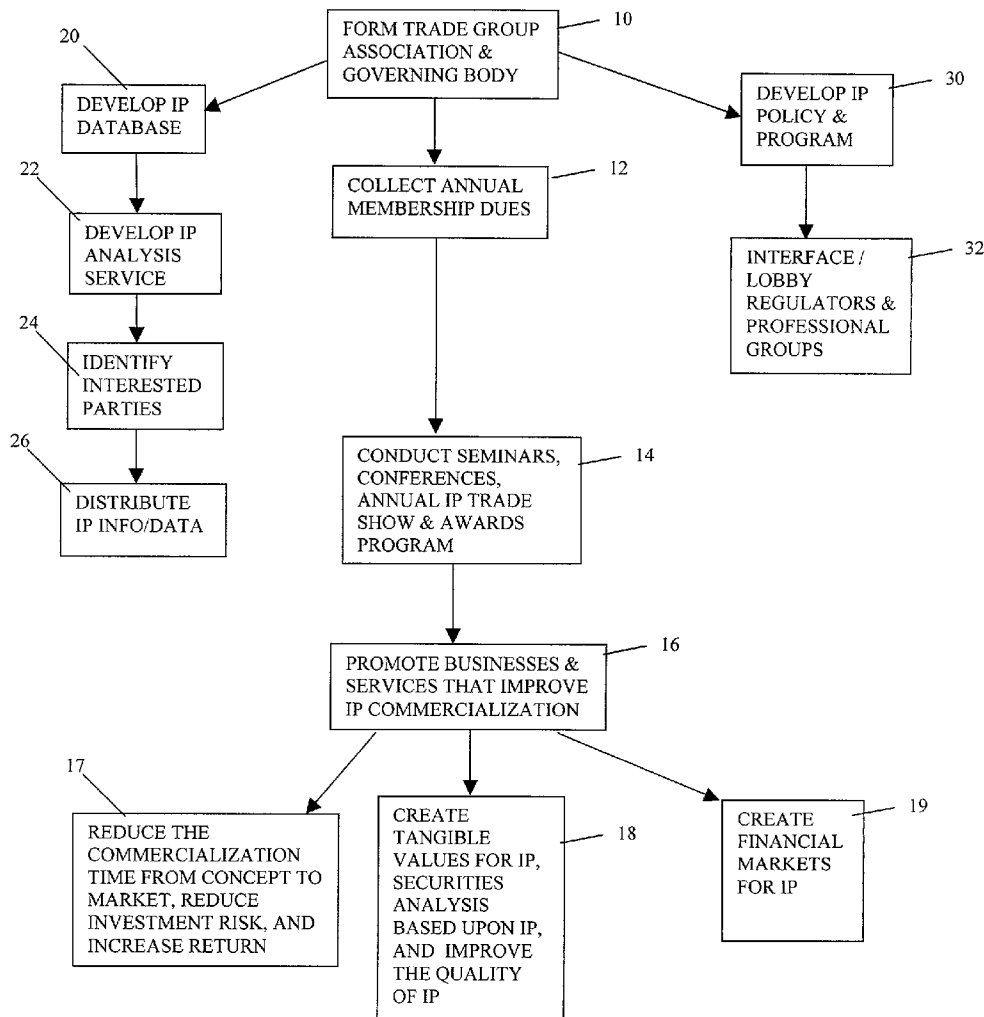 10
FORM TRADE GROUP
ASSOCIATION &
GOVERNING BODY
20
DEVELOP IP
DATABASE
30
DEVELOP IP
POLICY &
PROGRAM
22
DEVELOP IP
ANALYSIS
SERVICE
12
COLLECT ANNUAL
MEMBERSHIP DUES
32
INTERFACE /
LOBBY
REGULATORS &
PROFESSIONAL
GROUPS
24
IDENTIFY
INTERESTED
PARTIES
26
DISTRIBUTE
IP INFO/DATA
14
CONDUCT SEMINARS,
CONFERENCES,
ANNUAL IP TRADE
SHOW & AWARDS
PROGRAM
16
PROMOTE BUSINESSES &
SERVICES THAT IMPROVE
IP COMMERCIALIZATION
17
REDUCE THE
COMMERCIALIZATION
TIME FROM CONCEPT TO
MARKET, REDUCE
INVESTMENT RISK, AND
INCREASE RETURN
18
CREATE
TANGIBLE
VALUES FOR IP,
SECURITIES
ANALYSIS
BASED UPON IP,
AND IMPROVE
THE QUALITY
OF IP
19
CREATE
FINANCIAL
MARKETS
FOR IP